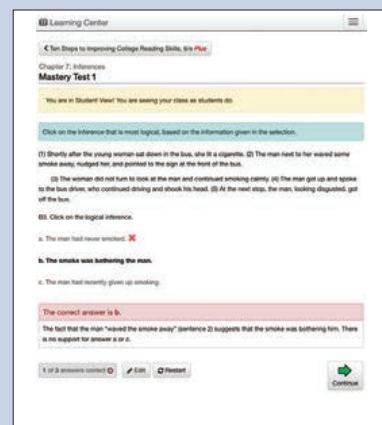 Learning Center
Ten Steps to Improving College Reading Skills, 6/e Plus
Chapter 7: Inferences
Mastery Test 1
You are in Student View! You are seeing your class as students do.
Click on the inference that is most logical, based on the information given in the selection.
(1) Shortly after the young woman sat down in the bus, she lit a cigarette. (2) The man next to her waved some
smoke away, nudged her, and pointed to the sign at the front of the bus.
(3) The woman did not turn to look at the man and continued smoking calmly. (4) The man got up and spoke
to the bus driver, who continued driving and shook his head. (5) At the next stop, the man, looking disgusted, got
off the bus.
B3. Click on the logical inference.
a. The man had never smoked.
b. The smoke was bothering the man.
c. The man had recently given up smoking.
The correct answer is b.
The fact that the man "waved the smoke away" (sentence 2) suggests that the smoke was bothering him. There
is no support for answer a or c.
1 of 3 answers correct
Edit
Restart
Continue